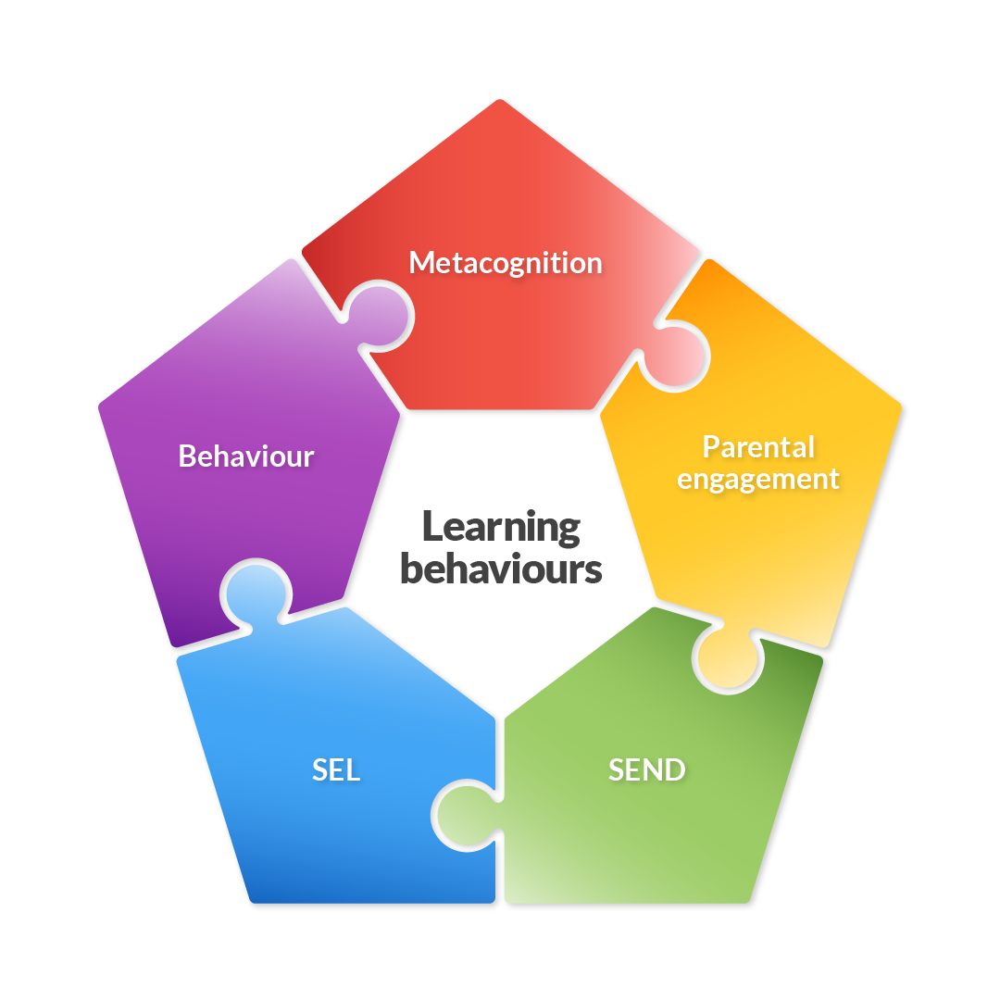 Metacognition
Parental
engagement
Behaviour
Learning
behaviours
SEL
SEND